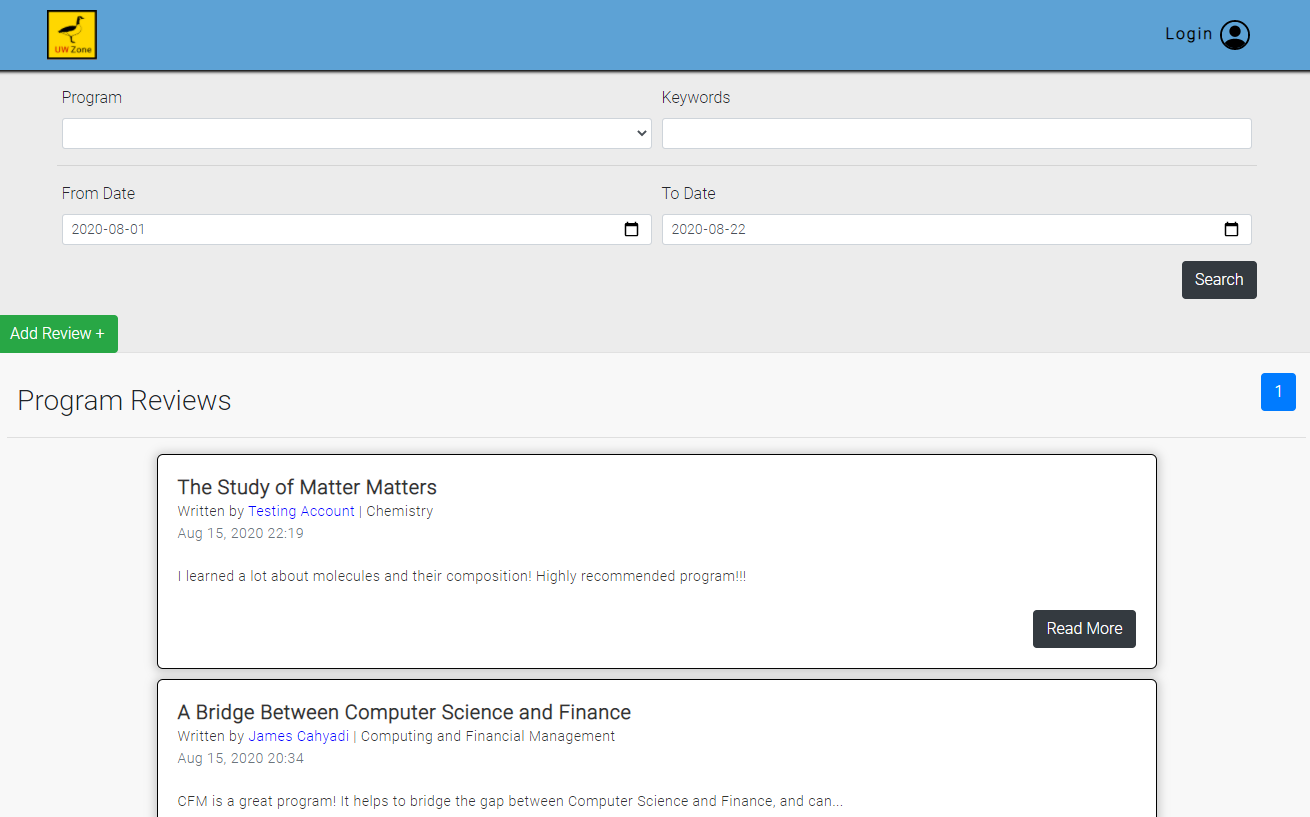 UW Zone
Login
Program
Keywords
From Date
To Date
2020-08-01
2020-08-22
Search
Add Review +
Program Reviews
1
The Study of Matter Matters
Written by Testing Account | Chemistry
Aug 15, 2020 22:19
I learned a lot about molecules and their composition! Highly recommended program!!!
Read More
A Bridge Between Computer Science and Finance
Written by James Cahyadi | Computing and Financial Management
Aug 15, 2020 20:34
CFM is a great program! It helps to bridge the gap between Computer Science and Finance, and can...